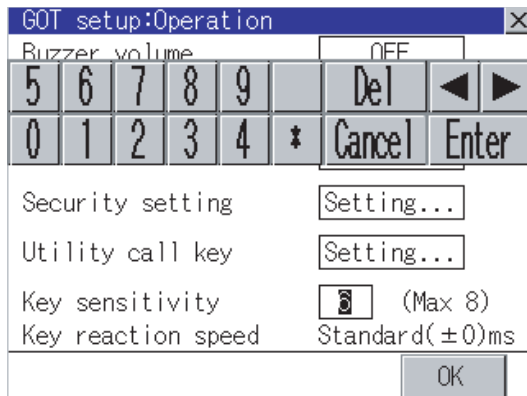 GOT setup:Operation ×
Buzzer volume OFF
5 6 7 8 9 Del ◀ ▶
0 1 2 3 4 * Cancel Enter
Security setting Setting...
Utility call key Setting...
Key sensitivity (Max 8)
Key reaction speed Standard(±0)ms
OK